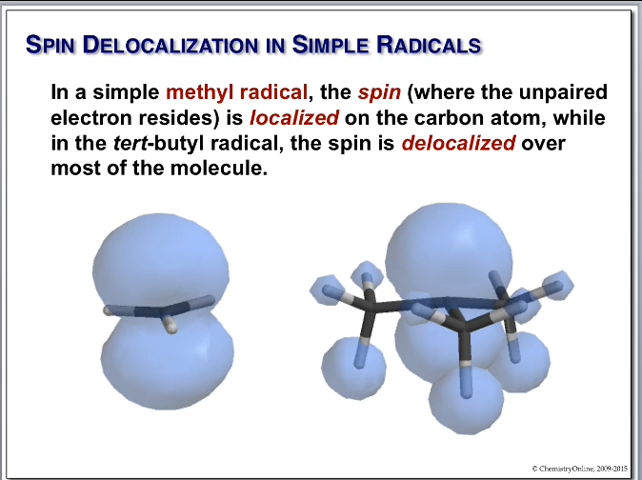 SPIN DELOCALIZATION IN SIMPLE RADICALS
In a simple methyl radical, the spin (where the unpaired
electron resides) is localized on the carbon atom, while
in the tert-butyl radical, the spin is delocalized over
most of the molecule.
© ChemistryOnline, 2009-2015